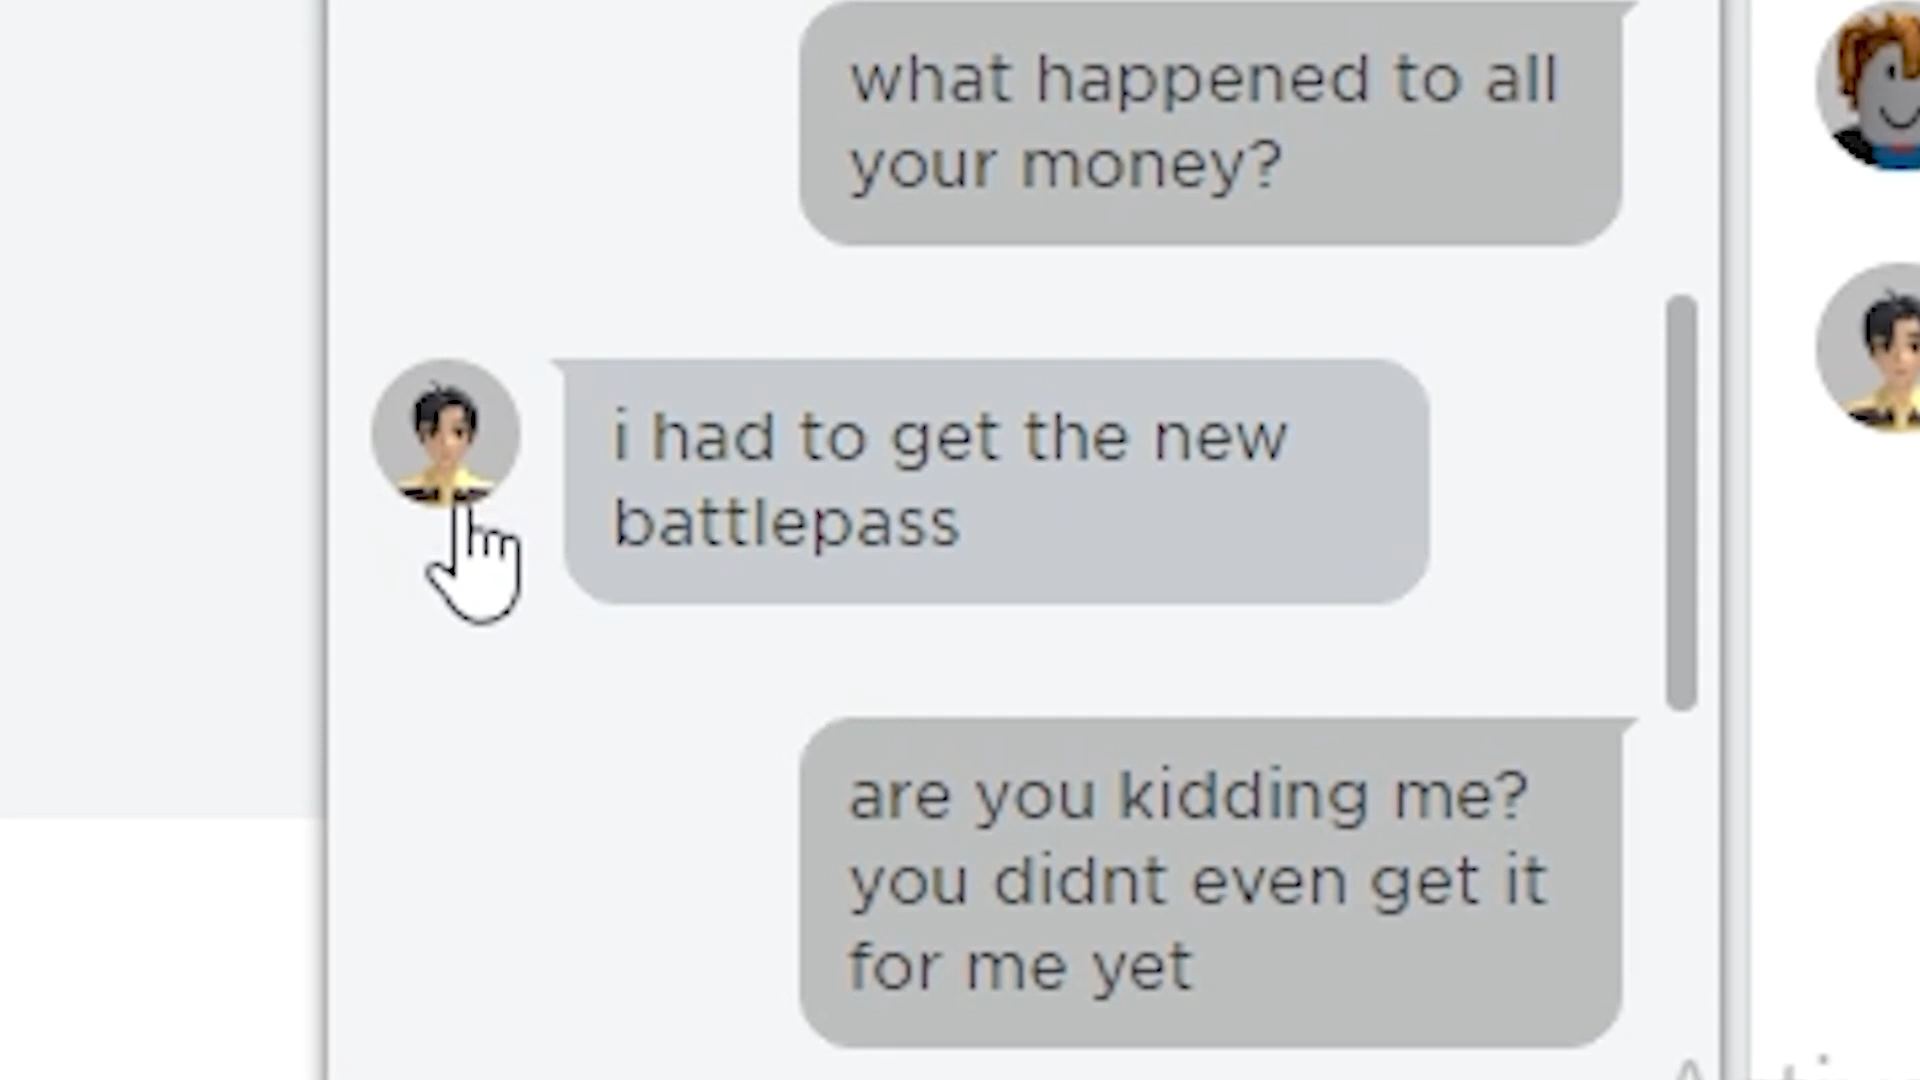 what happened to all
your money?
i had to get the new
battlepass
are you kidding me?
you didnt even get it
for me yet